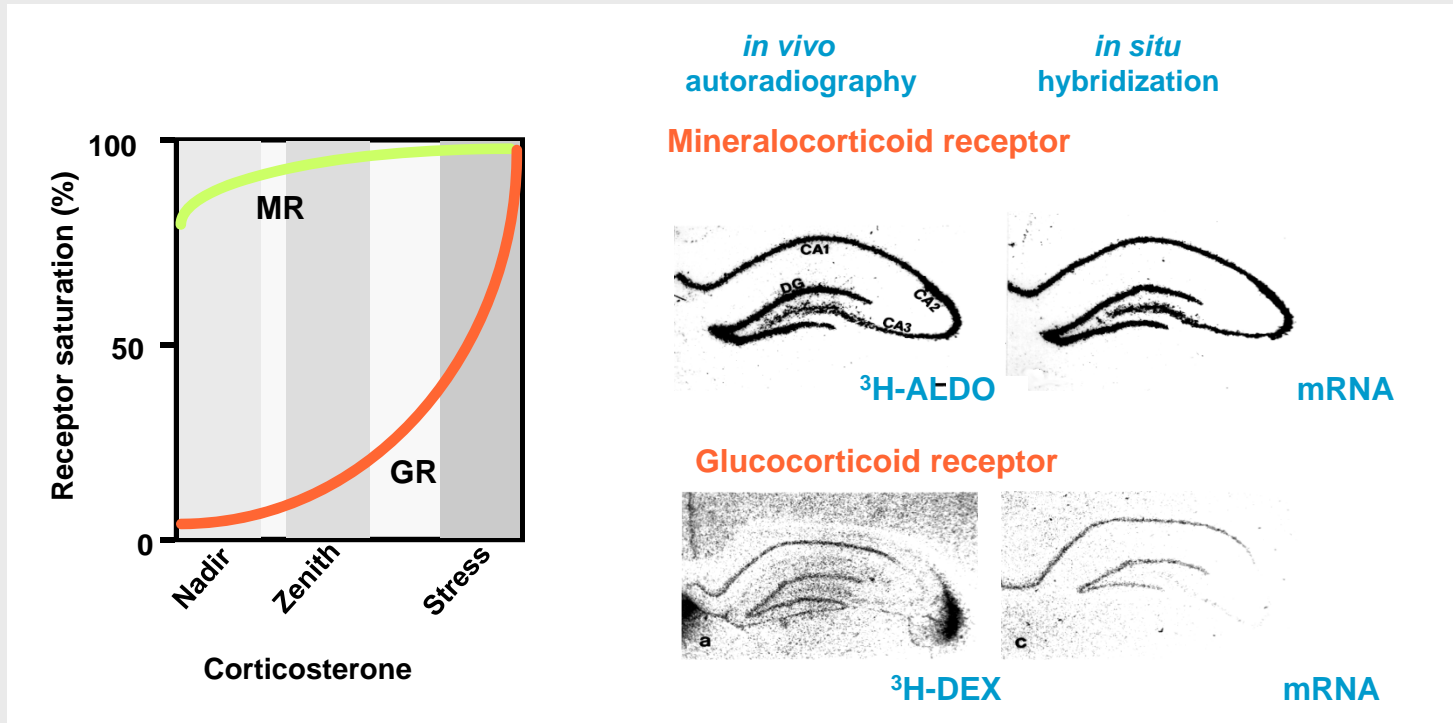 in vivo
autoradiography
in situ
hybridization
Mineralocorticoid receptor
100
50
0
Receptor saturation (%)
MR
GR
Nadir
Zenith
Stress
Corticosterone
CA1
DG
CA2
CA3
³H-ALDO
mRNA
Glucocorticoid receptor
a
c
³H-DEX
mRNA